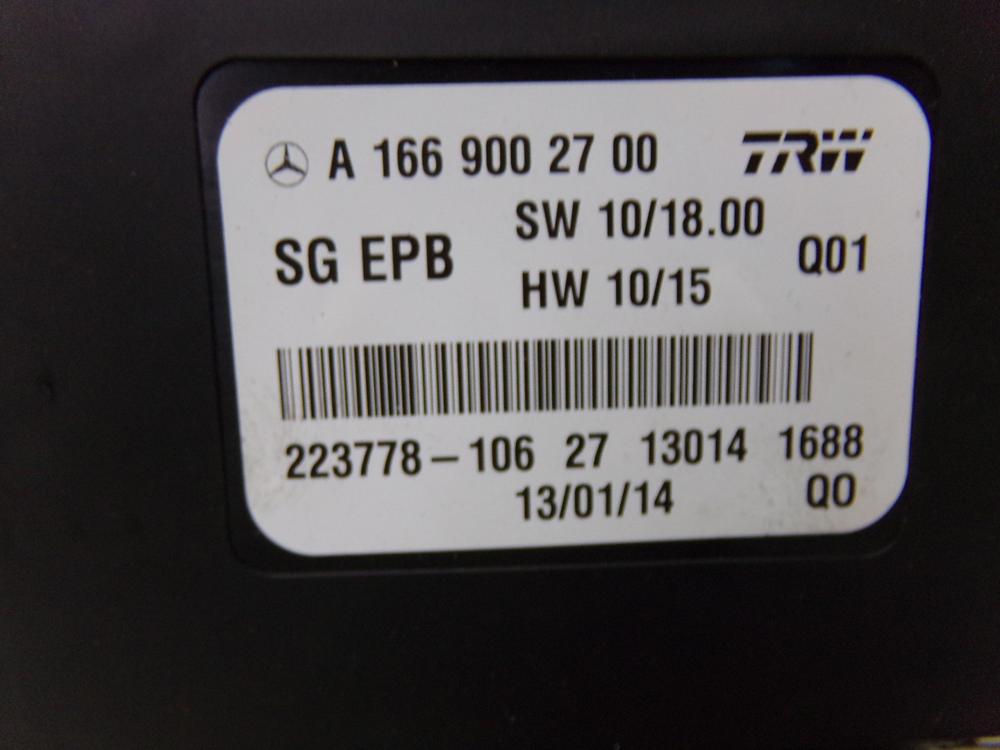 A 166 900 27 00 TRW
SW 10/18.00
SG EPB Q01
HW 10/15
223778-106 27 13014 1688
13/01/14 Q0